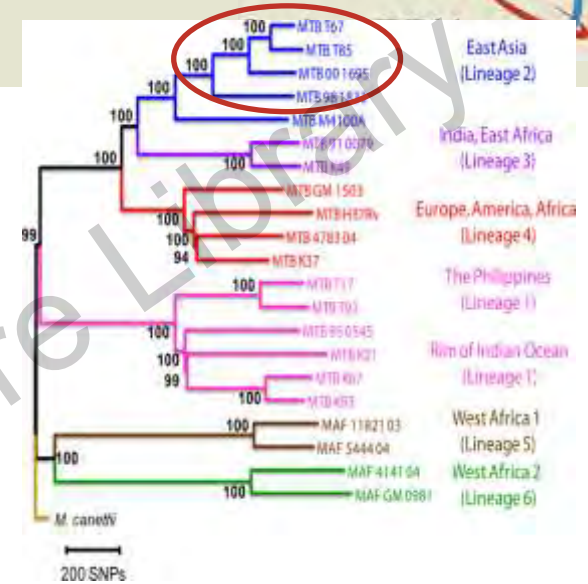 100
MTB T67
100
MTB T85
East Asia
100
MTB 00 1695
(Lineage 2)
100
100
MTB M4100A
100
India, East Africa
100
MTB K49
(Lineage 3)
100
MTB GM 1503
100
MTB H37Rv
Europe, America, Africa
100
MTB 4783 04
(Lineage 4)
94
MTB K37
99
100
The Philippines
(Lineage 1)
100
MTB 95 0545
100
MTB K21
Rim of Indian Ocean
99
MTB K67
(Lineage 1)
100
MTB K93
100
MAF 11821 03
West Africa 1
MAF 5444 04
(Lineage 5)
100
MAF 4141 04
West Africa 2
100
MAF GM 0981
(Lineage 6)
M. canettii
200 SNPs
Library